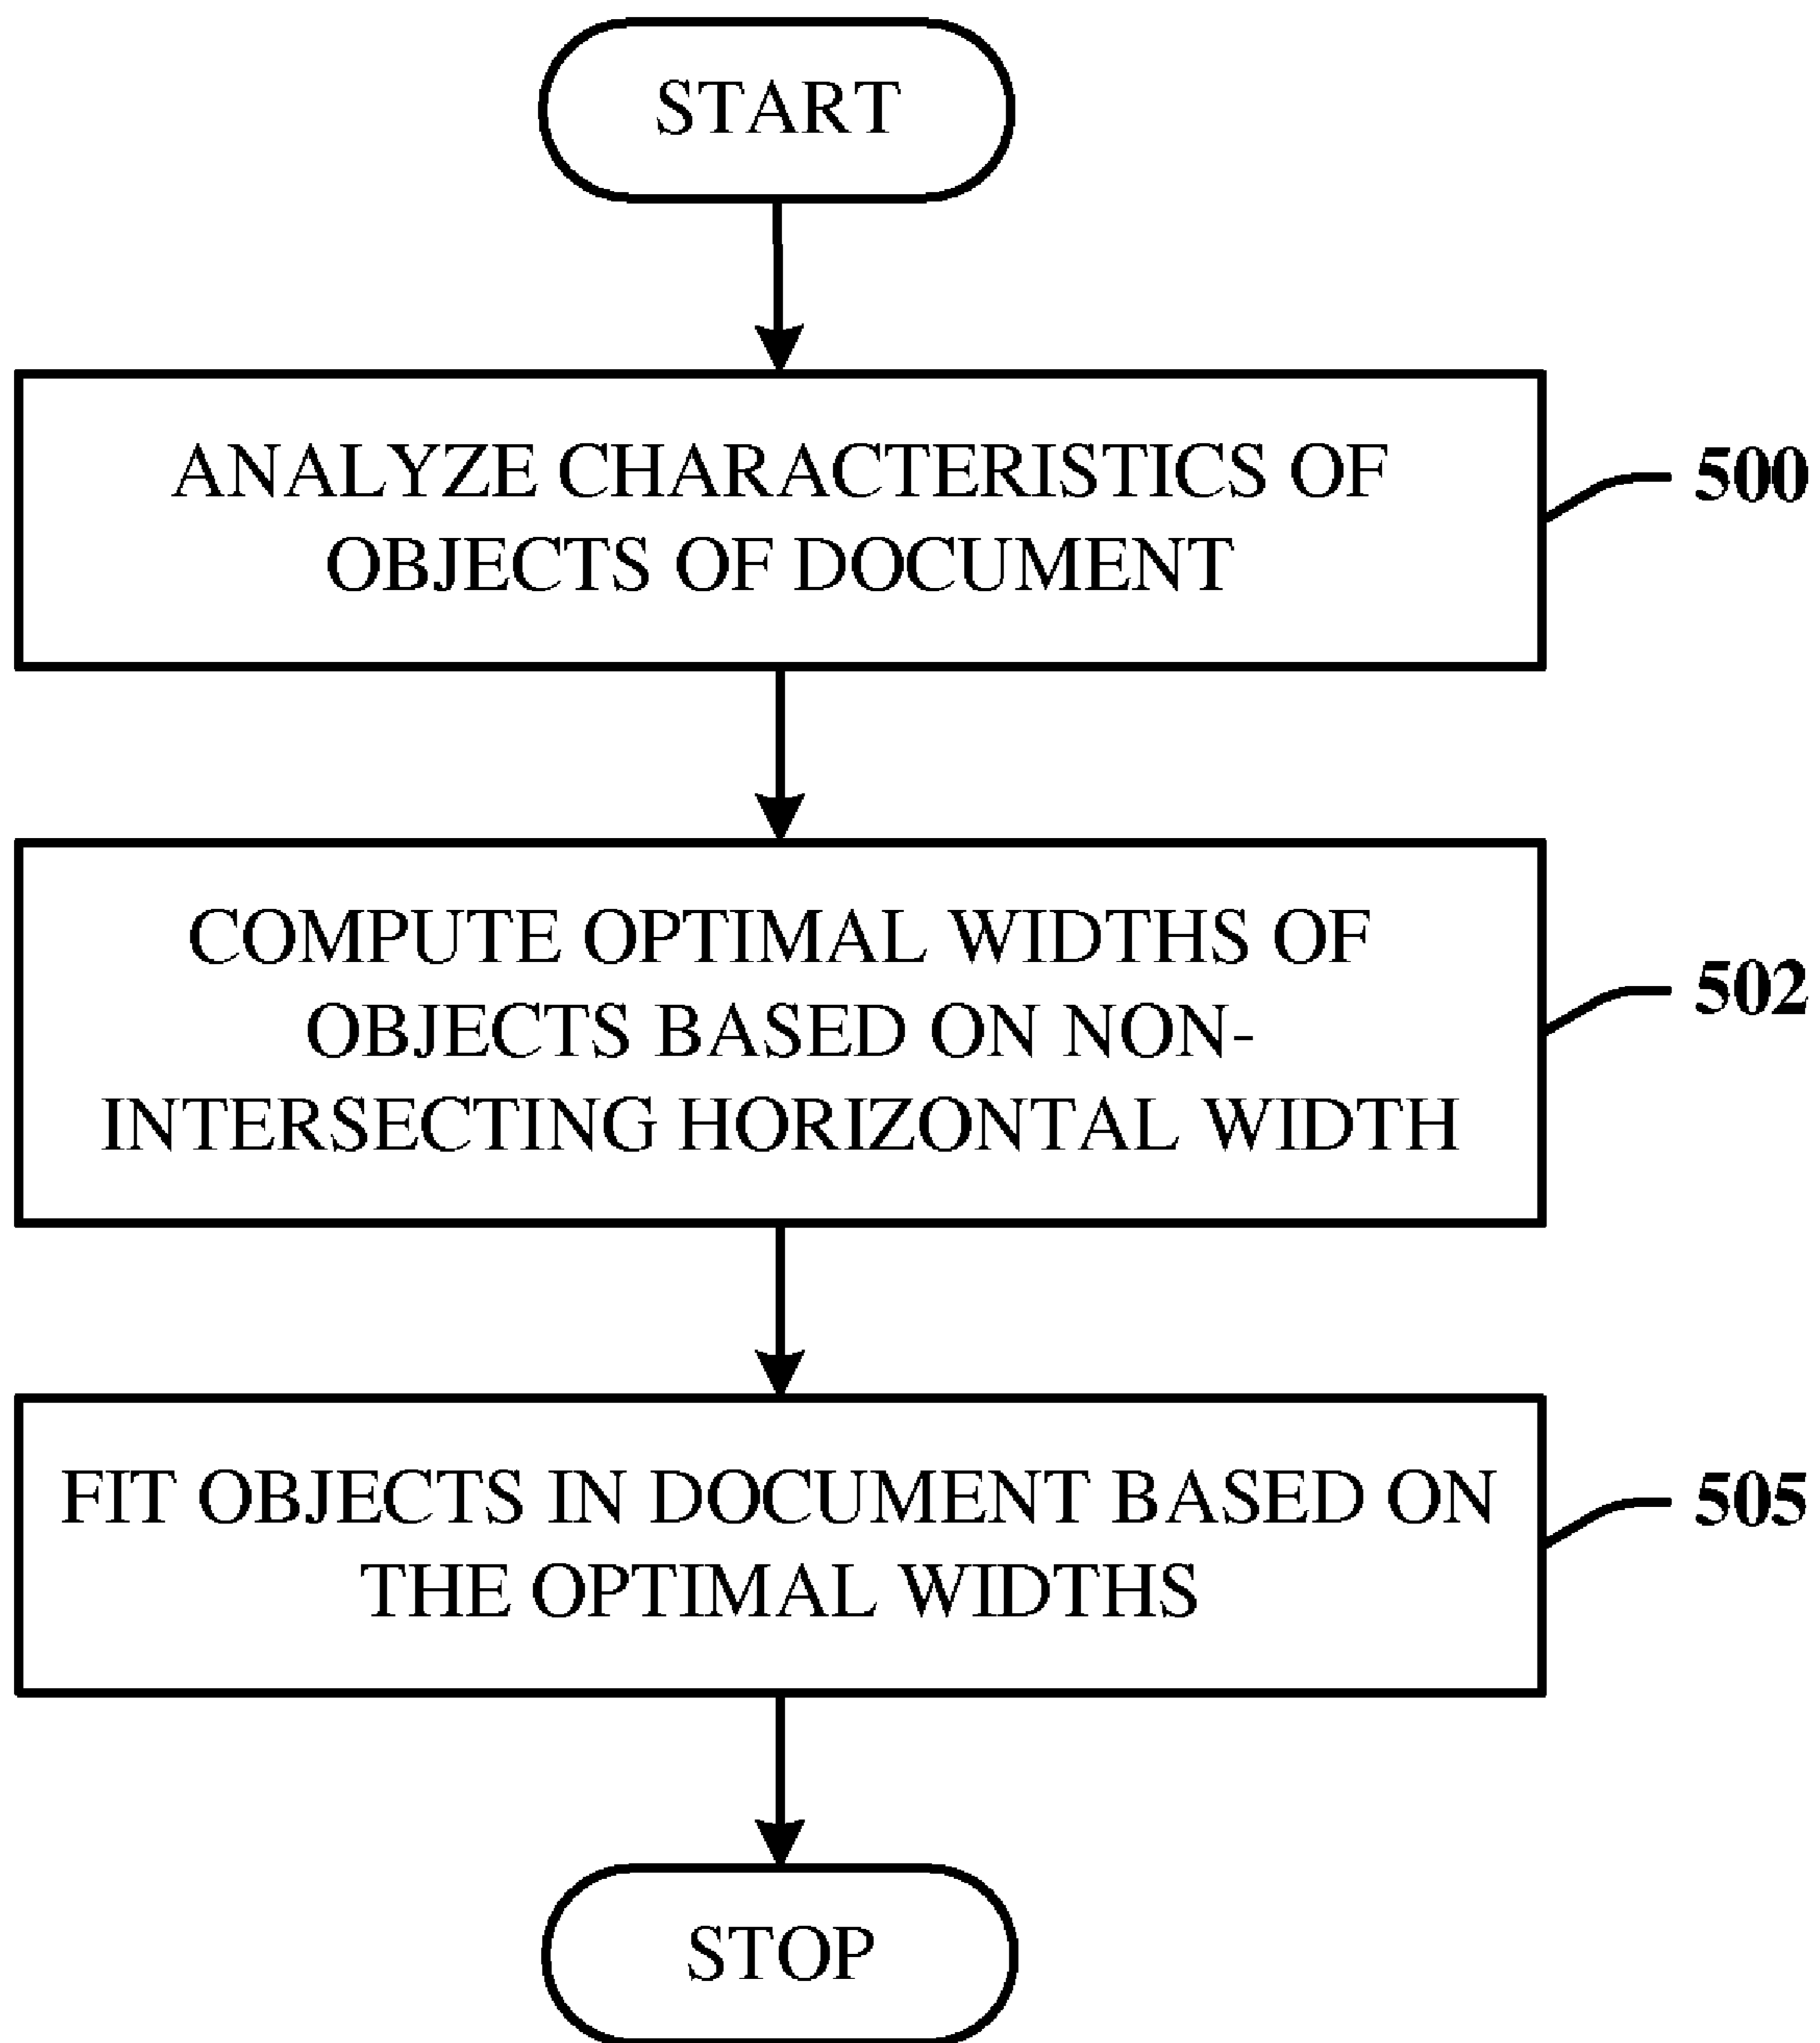 START
ANALYZE CHARACTERISTICS OF
OBJECTS OF DOCUMENT
500
COMPUTE OPTIMAL WIDTHS OF
OBJECTS BASED ON NON-
INTERSECTING HORIZONTAL WIDTH
502
FIT OBJECTS IN DOCUMENT BASED ON
THE OPTIMAL WIDTHS
505
STOP